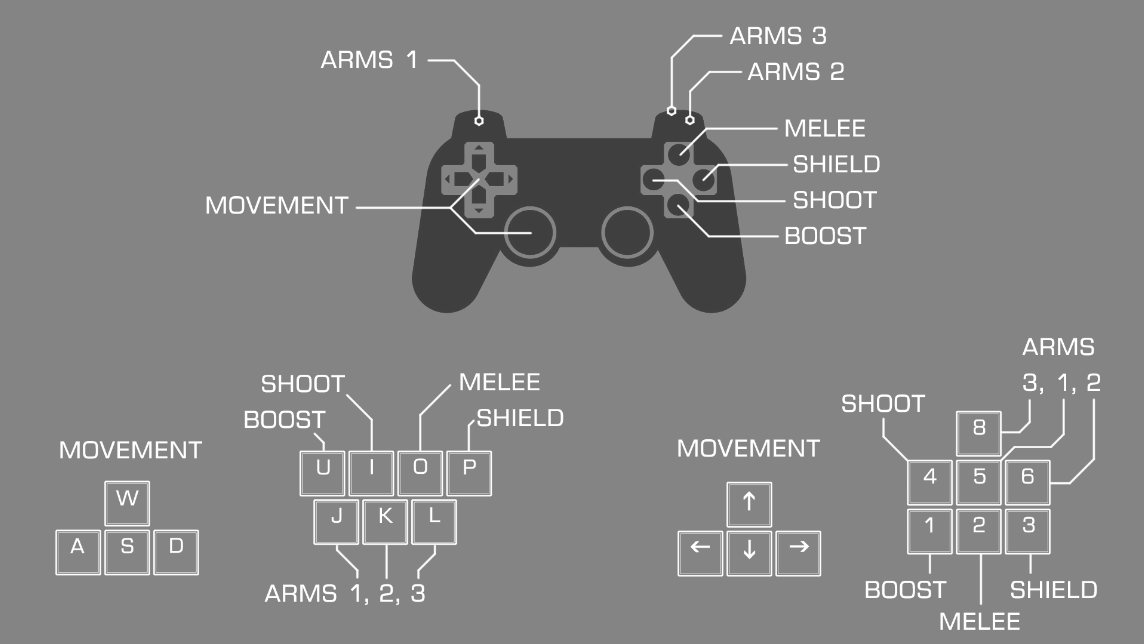 ARMS 3
ARMS 1
ARMS 2
MELEE
SHIELD
MOVEMENT
SHOOT
BOOST
SHOOT
MELEE
BOOST
SHIELD
MOVEMENT
U I O P
W
J K L
A S D
ARMS 1, 2, 3
ARMS
3, 1, 2
SHOOT
8
MOVEMENT
4 5 6
↑
1 2 3
← ↓ →
BOOST
SHIELD
MELEE